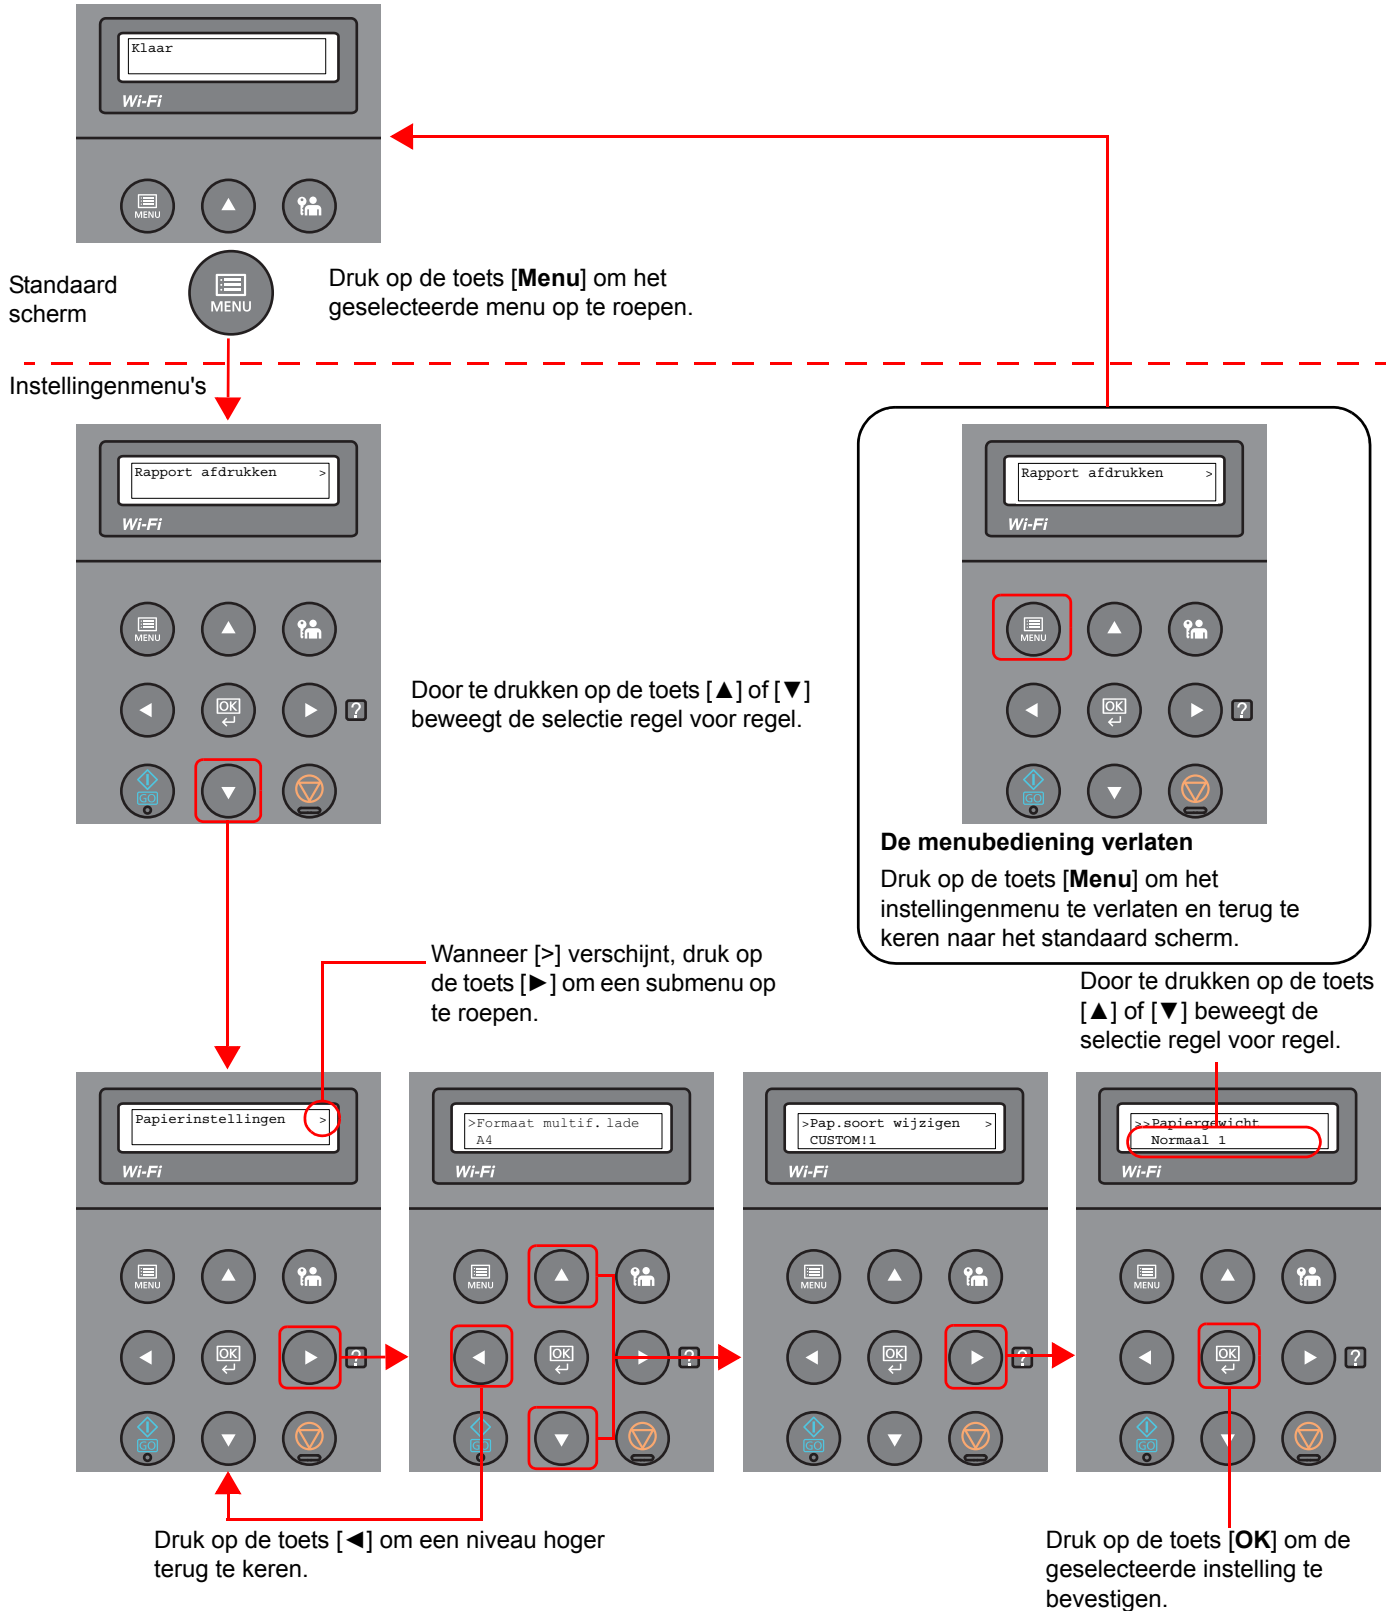 Klaar
Wi-Fi
MENU
Standaard
scherm
MENU
Druk op de toets [Menu] om het
geselecteerde menu op te roepen.
Instellingenmenu's
Rapport afdrukken >
Wi-Fi
MENU
OK
?
GO
Door te drukken op de toets [▲] of [▼]
beweegt de selectie regel voor regel.
Rapport afdrukken >
Wi-Fi
MENU
OK
?
GO
De menubediening verlaten
Druk op de toets [Menu] om het
instellingenmenu te verlaten en terug te
keren naar het standaard scherm.
Wanneer [>] verschijnt, druk op
de toets [►] om een submenu op
te roepen.
Door te drukken op de toets
[▲] of [▼] beweegt de
selectie regel voor regel.
Papierinstellingen >
Wi-Fi
MENU
OK
?
GO
>Formaat multif. lade
A4
Wi-Fi
MENU
OK
?
GO
>Pap.soort wijzigen >
CUSTOM!1
Wi-Fi
MENU
OK
?
GO
>>Papiergewicht
Normaal 1
Wi-Fi
MENU
OK
?
GO
Druk op de toets [◄] om een niveau hoger
terug te keren.
Druk op de toets [OK] om de
geselecteerde instelling te
bevestigen.